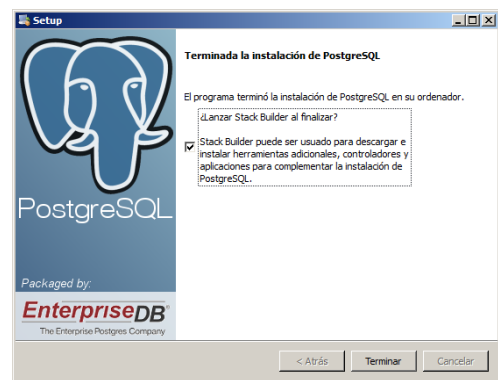 Setup
Terminada la instalación de PostgreSQL
El programa terminó la instalación de PostgreSQL en su ordenador.
¿Lanzar Stack Builder al finalizar?
Stack Builder puede ser usado para descargar e
instalar herramientas adicionales, controladores y
aplicaciones para complementar la instalación de
PostgreSQL.
PostgreSQL
Packaged by:
EnterpriseDB
The Enterprise Postgres Company
< Atrás
Terminar
Cancelar